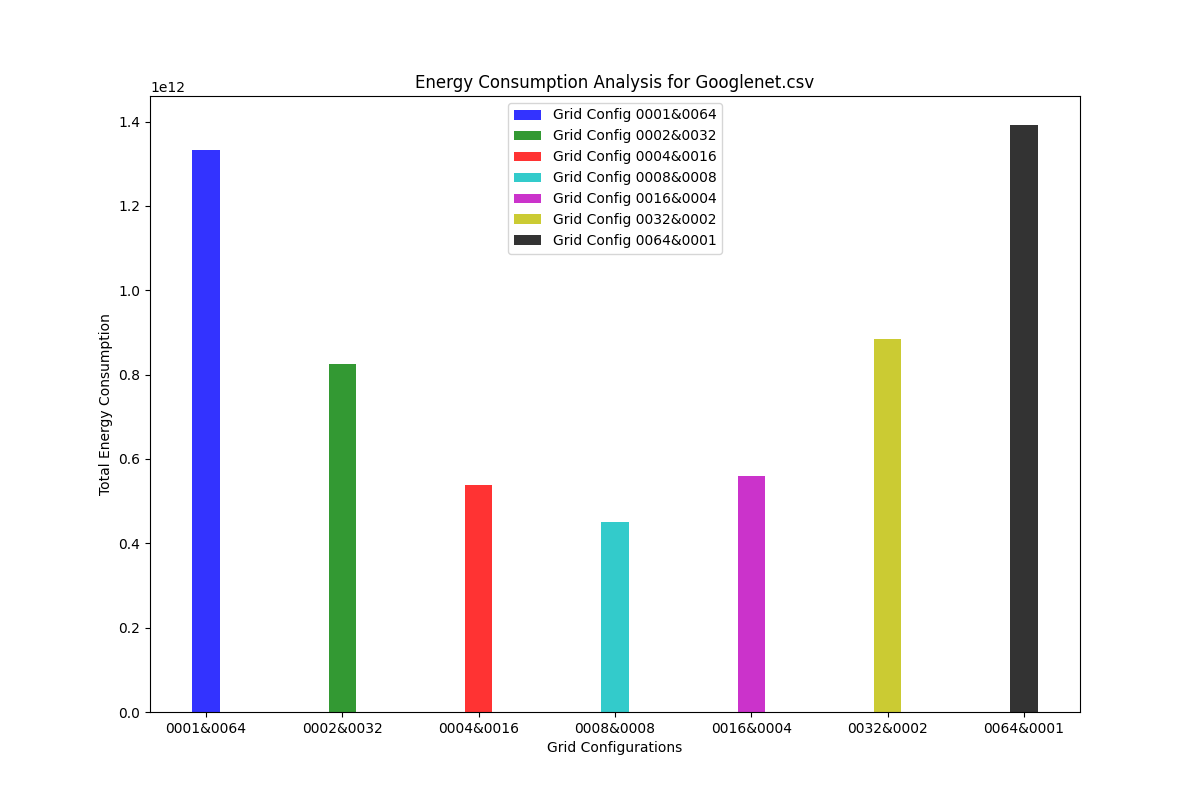 Energy Consumption Analysis for Googlenet.csv
1e12
Grid Config 0001&0064
Grid Config 0002&0032
Grid Config 0004&0016
Grid Config 0008&0008
Grid Config 0016&0004
Grid Config 0032&0002
Grid Config 0064&0001
1.4
1.2
1.0
0.8
0.6
0.4
0.2
0.0
Total Energy Consumption
0001&0064 0002&0032 0004&0016 0008&0008 0016&0004 0032&0002 0064&0001
Grid Configurations